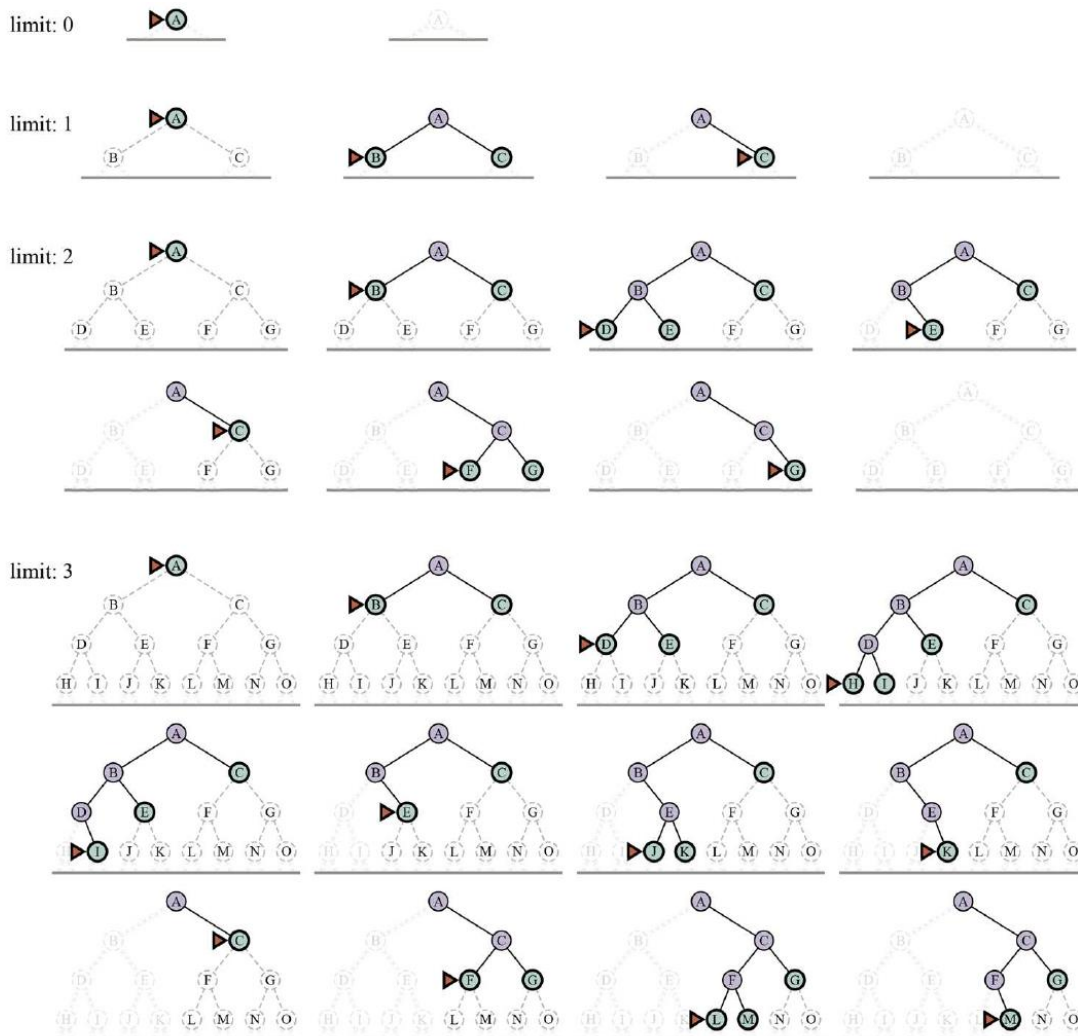 limit: 0 A A
limit: 1 A A A A
B C B C B C B C
limit: 2 A A A A
B C B C B C B C
D E F G D E F G D E F G D E F G
A A A A
B C B C B C B C
D E F G D E F G D E F G D E F G
limit: 3 A A A A
B C B C B C B C
D E F G D E F G D E F G D E F G
H I J K L M N O H I J K L M N O H I J K L M N O H I J K L M N O
A A A A
B C B C B C B C
D E F G D E F G D E F G D E F G
H I J K L M N O H I J K L M N O H I J K L M N O H I J K L M N O
A A A A
B C B C B C B C
D E F G D E F G D E F G D E F G
H I J K L M N O H I J K L M N O H I J K L M N O H I J K L M N O